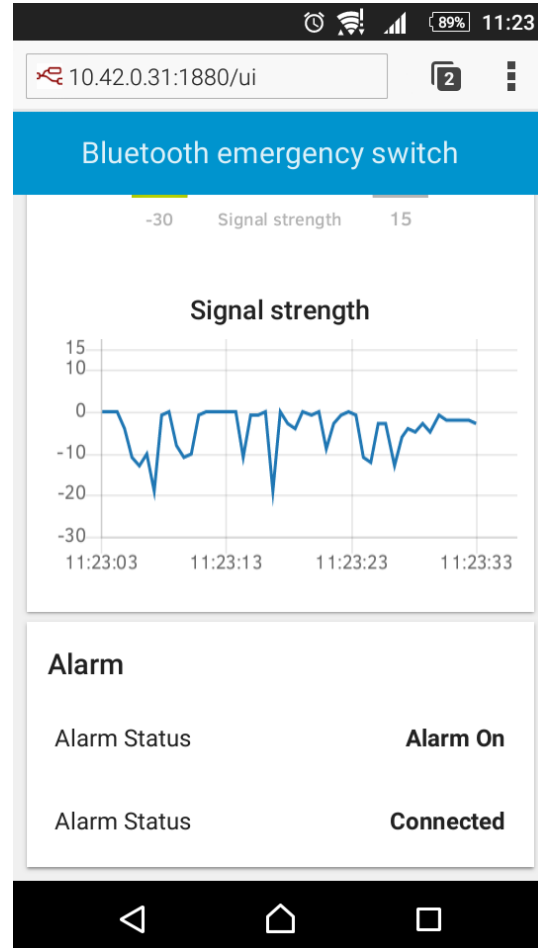 89% 11:23
10.42.0.31:1880/ui 2
Bluetooth emergency switch
-30 Signal strength 15
Signal strength
15
10
0
-10
-20
-30
11:23:03 11:23:13 11:23:23 11:23:33
Alarm
Alarm Status Alarm On
Alarm Status Connected